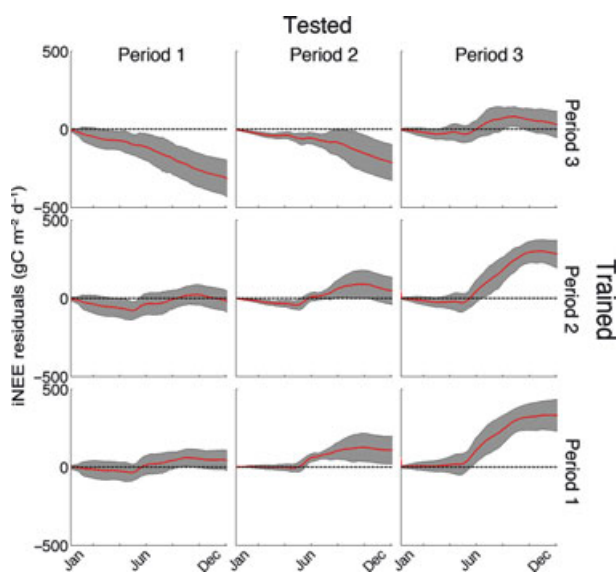 Tested
Period 1 Period 2 Period 3
500
0
−500
Period 3
500
0
−500
Period 2
500
0
−500
Period 1
iNEE residuals (gC m⁻² d⁻¹)
Trained
Jan Jun Dec Jan Jun Dec Jan Jun Dec